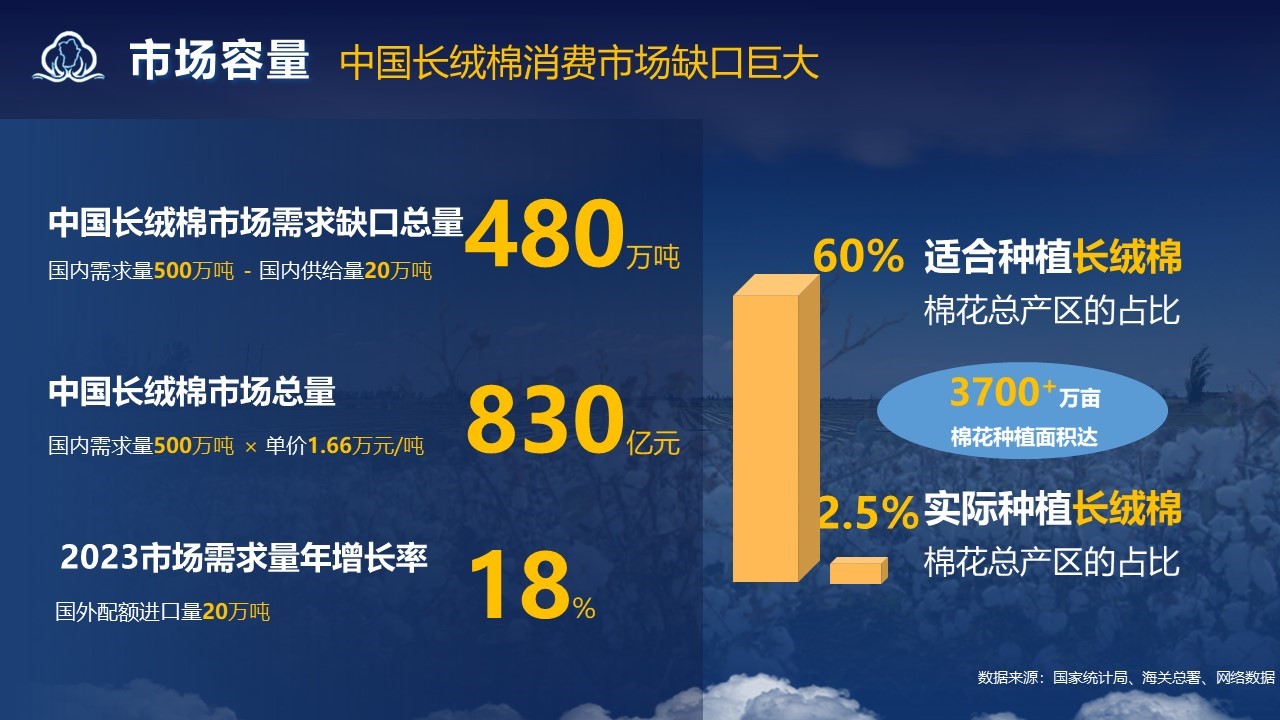 市场容量 中国长绒棉消费市场缺口巨大
中国长绒棉市场需求缺口总量 480万吨
国内需求量500万吨 - 国内供给量20万吨
中国长绒棉市场总量 830亿元
国内需求量500万吨 × 单价1.66万元/吨
2023市场需求量年增长率 18%
国外配额进口量20万吨
60% 适合种植长绒棉
棉花总产区的占比
3700+万亩
棉花种植面积达
2.5% 实际种植长绒棉
棉花总产区的占比
数据来源：国家统计局、海关总署、网络数据